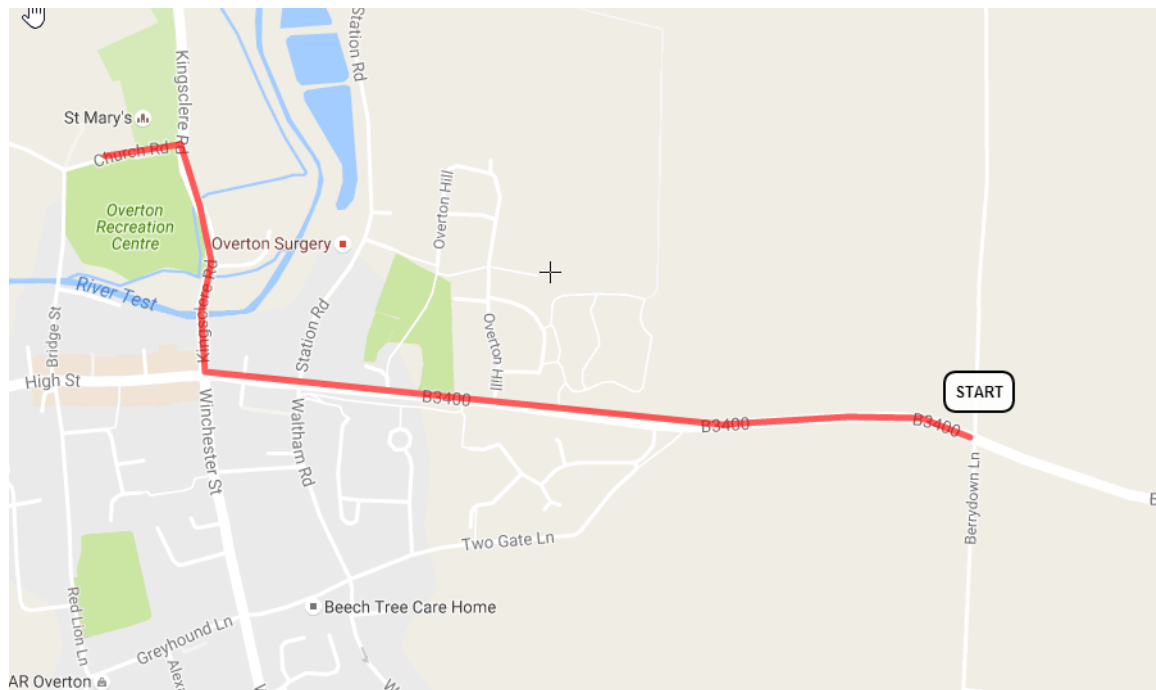 Station Rd
Kingsclere Rd
St Mary's
Church Rd
Overton
Recreation
Centre
Overton Hill
Overton Surgery
River Test
Kingsclere Rd
Station Rd
Overton Hill
Bridge St
High St
B3400
B3400
B3400
START
Winchester St
Waltham Rd
Berrydown Ln
Two Gate Ln
Beech Tree Care Home
Red Lion Ln
Greyhound Ln
AR Overton